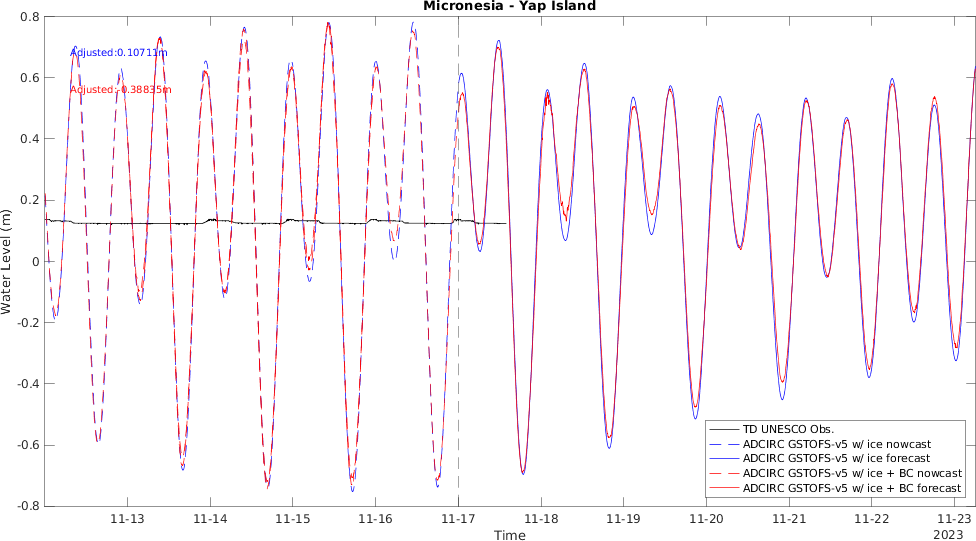 Micronesia - Yap Island
Adjusted:0.10711m
Adjusted:-0.38835m
Water Level (m)
0.8
0.6
0.4
0.2
0
-0.2
-0.4
-0.6
-0.8
TD UNESCO Obs.
ADCIRC GSTOFS-v5 w/ ice nowcast
ADCIRC GSTOFS-v5 w/ ice forecast
ADCIRC GSTOFS-v5 w/ ice + BC nowcast
ADCIRC GSTOFS-v5 w/ ice + BC forecast
11-13 11-14 11-15 11-16 11-17 11-18 11-19 11-20 11-21 11-22 11-23
2023
Time